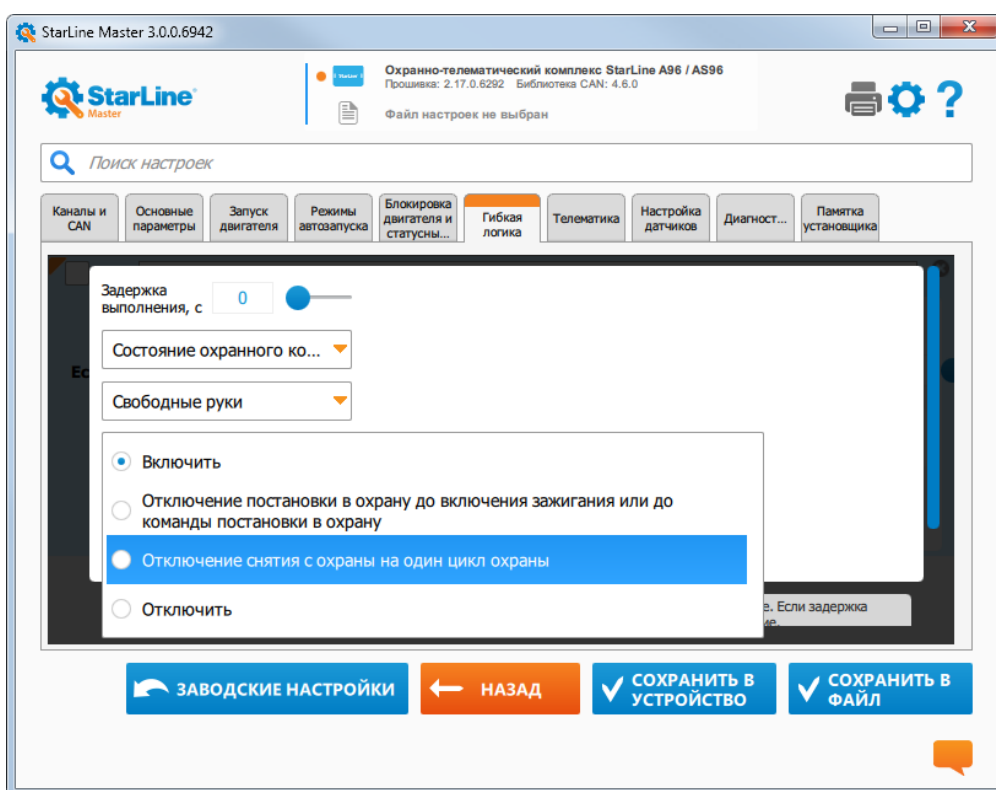 StarLine Master 3.0.0.6942
Охранно-телематический комплекс StarLine A96 / AS96
Прошивка: 2.17.0.6292 Библиотека CAN: 4.6.0
StarLine
Master
Файл настроек не выбран
Поиск настроек
Каналы и
CAN
Основные
параметры
Запуск
двигателя
Режимы
автозапуска
Блокировка
двигателя и
статусны...
Гибкая
логика
Телематика
Настройка
датчиков
Диагност...
Памятка
установщика
Задержка
выполнения, с
0
Состояние охранного ко...
Ес
Свободные руки
Включить
Отключение постановки в охрану до включения зажигания или до
команды постановки в охрану
Отключение снятия с охраны на один цикл охраны
Отключить
е. Если задержка
ЗАВОДСКИЕ НАСТРОЙКИ
НАЗАД
СОХРАНИТЬ В
УСТРОЙСТВО
СОХРАНИТЬ В
ФАЙЛ